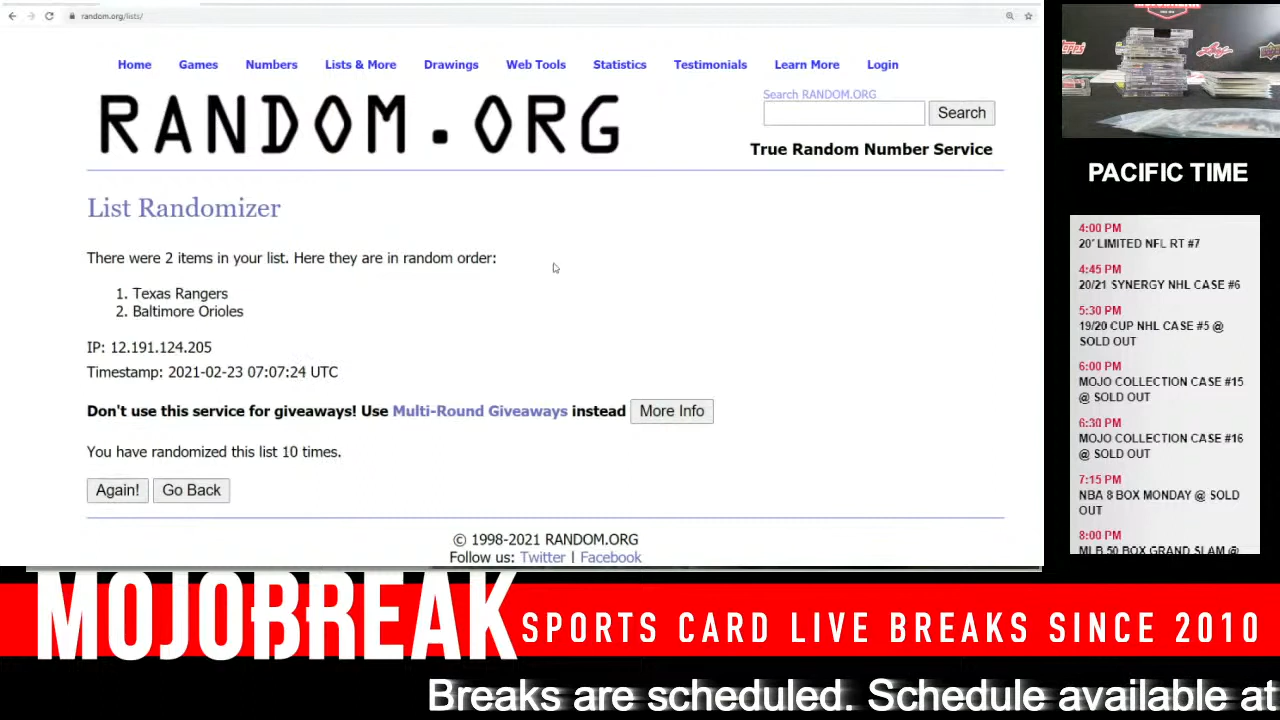 random.org/lists/
Home Games Numbers Lists & More Drawings Web Tools Statistics Testimonials Learn More Login
RANDOM.ORG
Search RANDOM.ORG
Search
True Random Number Service
List Randomizer
There were 2 items in your list. Here they are in random order:
1. Texas Rangers
2. Baltimore Orioles
IP: 12.191.124.205
Timestamp: 2021-02-23 07:07:24 UTC
Don't use this service for giveaways! Use Multi-Round Giveaways instead More Info
You have randomized this list 10 times.
Again! Go Back
© 1998-2021 RANDOM.ORG
Follow us: Twitter | Facebook
topps
PACIFIC TIME
4:00 PM
20' LIMITED NFL RT #7
4:45 PM
20/21 SYNERGY NHL CASE #6
5:30 PM
19/20 CUP NHL CASE #5 @
SOLD OUT
6:00 PM
MOJO COLLECTION CASE #15
@ SOLD OUT
6:30 PM
MOJO COLLECTION CASE #16
@ SOLD OUT
7:15 PM
NBA 8 BOX MONDAY @ SOLD
OUT
8:00 PM
MLB 50 BOX GRAND SLAM @
MOJOBREAK
SPORTS CARD LIVE BREAKS SINCE 2010
Breaks are scheduled. Schedule available at